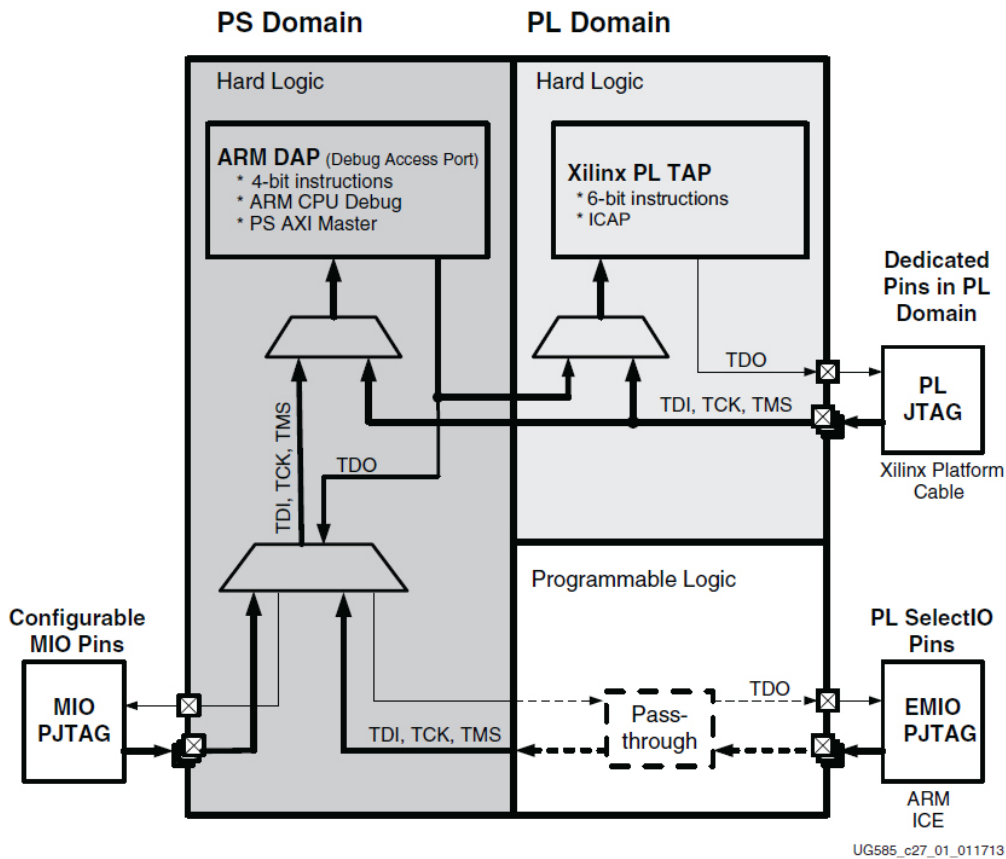 PS Domain
PL Domain
Hard Logic
Hard Logic
ARM DAP (Debug Access Port)
* 4-bit instructions
* ARM CPU Debug
* PS AXI Master
Xilinx PL TAP
* 6-bit instructions
* ICAP
Dedicated
Pins in PL
Domain
TDO
PL
JTAG
TDI, TCK, TMS
Xilinx Platform
Cable
TDI, TCK, TMS
TDO
Programmable Logic
Configurable
MIO Pins
PL SelectIO
Pins
MIO
PJTAG
TDO
Pass-
through
EMIO
PJTAG
TDI, TCK, TMS
ARM
ICE
UG585_c27_01_011713